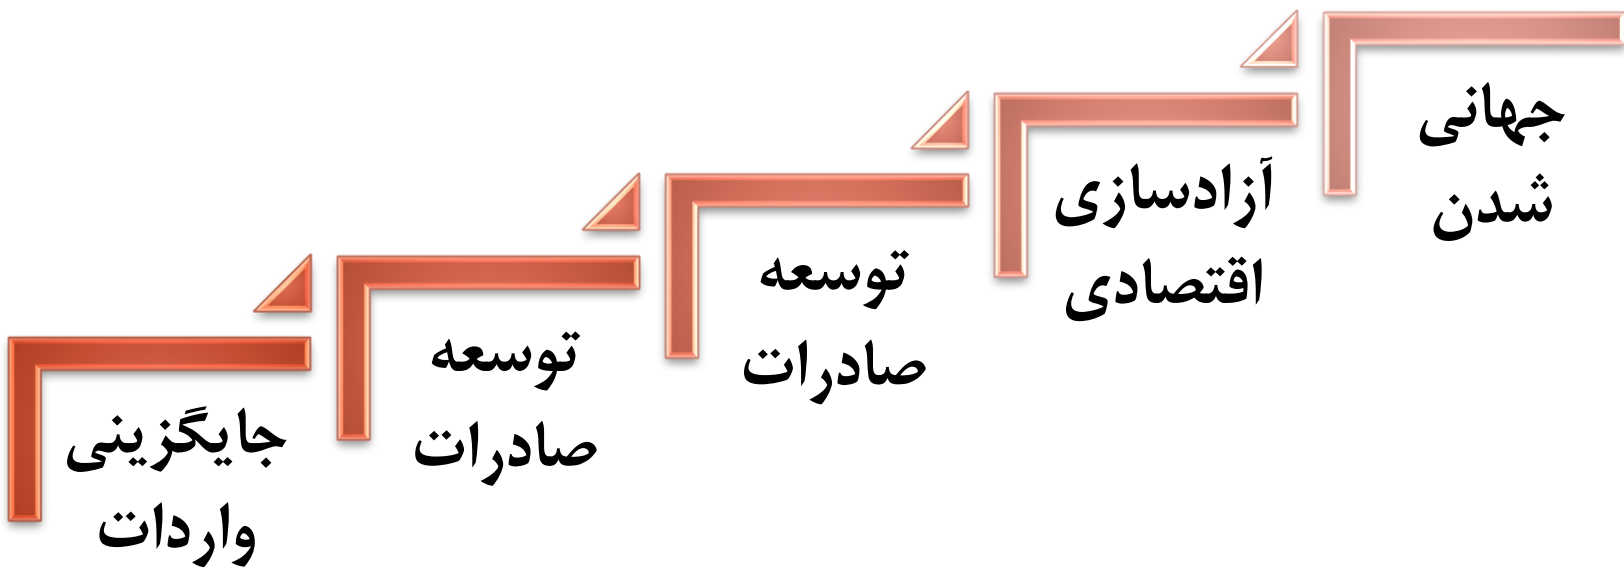 جایگزینی
واردات
توسعه
صادرات
توسعه
صادرات
آزادسازی
اقتصادی
جهانی
شدن